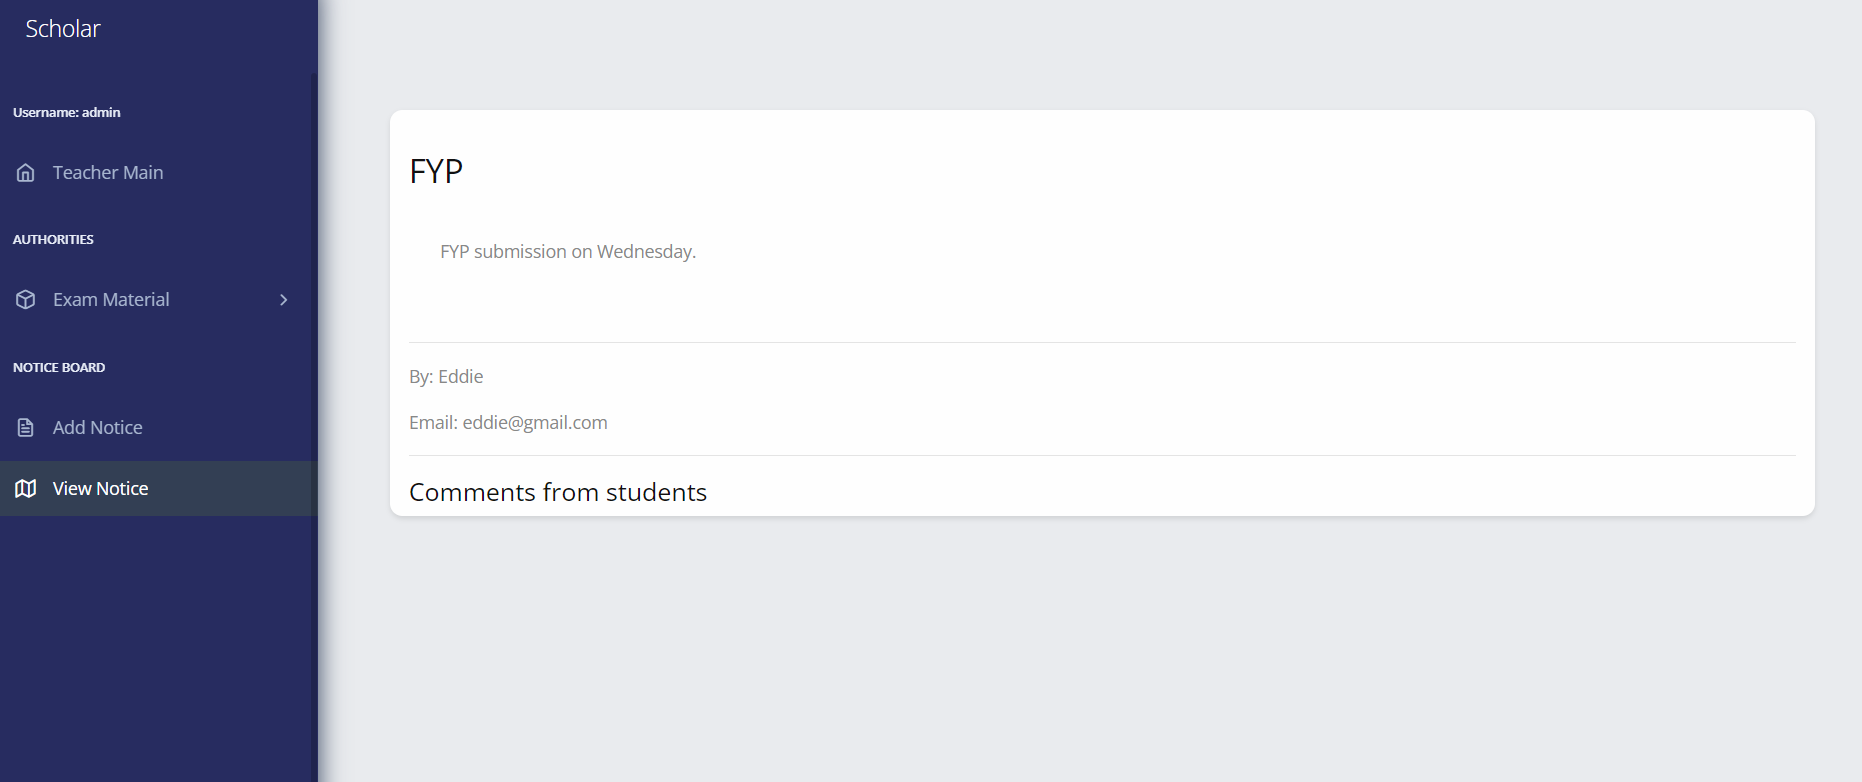 Scholar
Username: admin
Teacher Main
AUTHORITIES
Exam Material
NOTICE BOARD
Add Notice
View Notice
FYP
FYP submission on Wednesday.
By: Eddie
Email: eddie@gmail.com
Comments from students